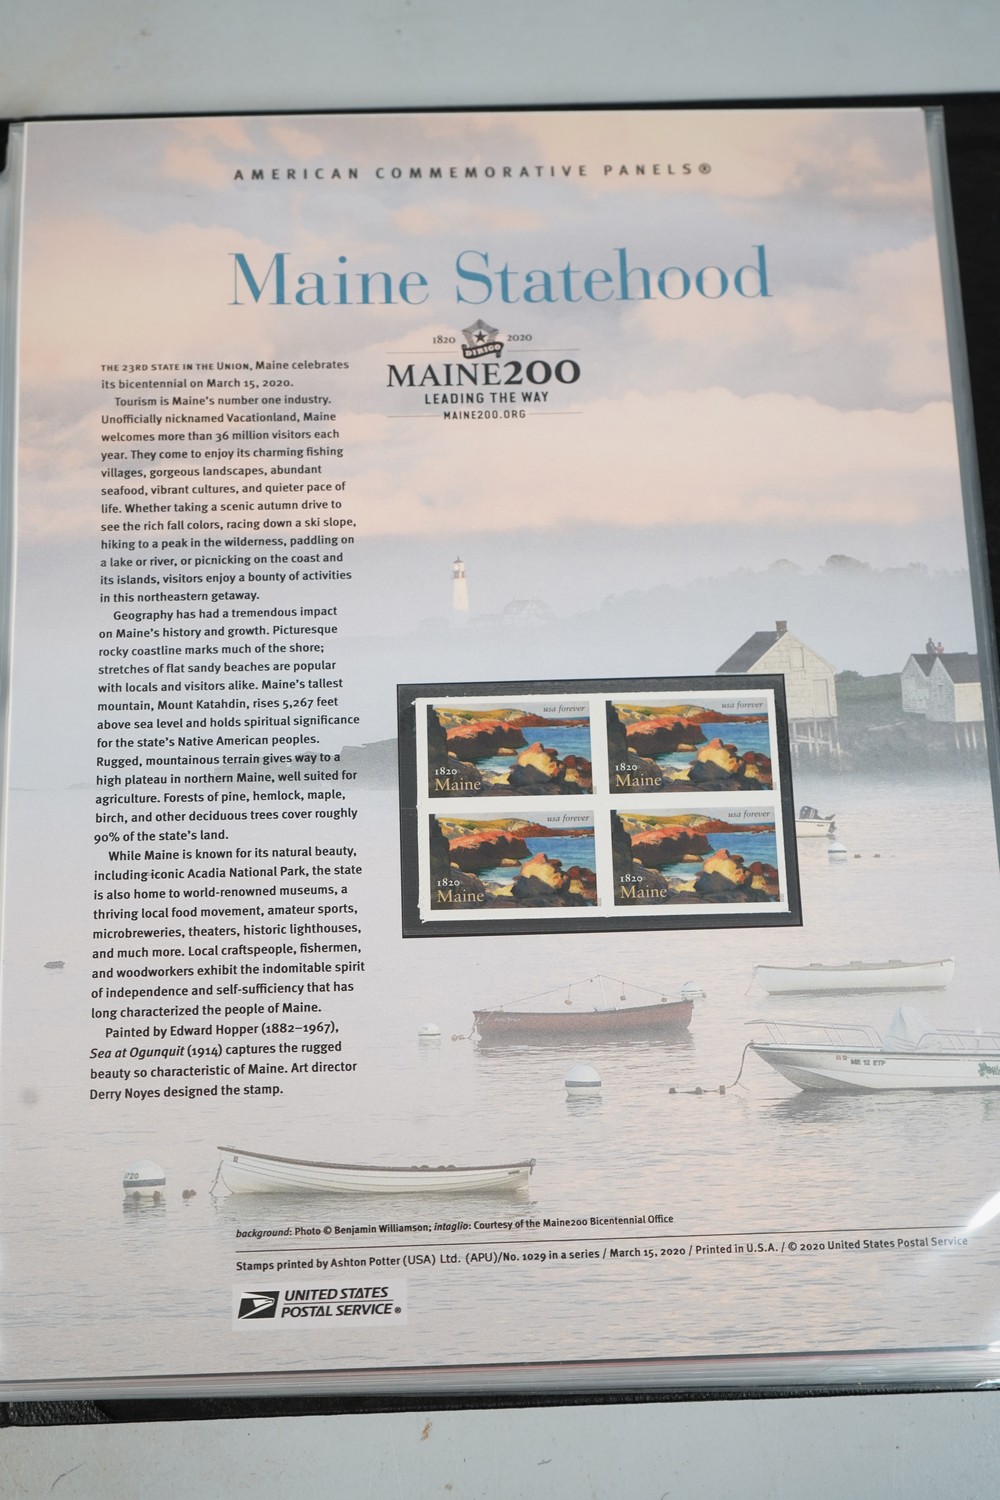 AMERICAN COMMEMORATIVE PANELS®
Maine Statehood
1820 2020
DIRIGO
MAINE200
LEADING THE WAY
MAINE200.ORG
THE 23RD STATE IN THE UNION, Maine celebrates
its bicentennial on March 15, 2020.
Tourism is Maine's number one industry.
Unofficially nicknamed Vacationland, Maine
welcomes more than 36 million visitors each
year. They come to enjoy its charming fishing
villages, gorgeous landscapes, abundant
seafood, vibrant cultures, and quieter pace of
life. Whether taking a scenic autumn drive to
see the rich fall colors, racing down a ski slope,
hiking to a peak in the wilderness, paddling on
a lake or river, or picnicking on the coast and
its islands, visitors enjoy a bounty of activities
in this northeastern getaway.
Geography has had a tremendous impact
on Maine's history and growth. Picturesque
rocky coastline marks much of the shore;
stretches of flat sandy beaches are popular
with locals and visitors alike. Maine's tallest
mountain, Mount Katahdin, rises 5,267 feet
above sea level and holds spiritual significance
for the state's Native American peoples.
Rugged, mountainous terrain gives way to a
high plateau in northern Maine, well suited for
agriculture. Forests of pine, hemlock, maple,
birch, and other deciduous trees cover roughly
90% of the state's land.
While Maine is known for its natural beauty,
including iconic Acadia National Park, the state
is also home to world-renowned museums, a
thriving local food movement, amateur sports,
microbreweries, theaters, historic lighthouses,
and much more. Local craftspeople, fishermen,
and woodworkers exhibit the indomitable spirit
of independence and self-sufficiency that has
long characterized the people of Maine.
Painted by Edward Hopper (1882–1967),
Sea at Ogunquit (1914) captures the rugged
beauty so characteristic of Maine. Art director
Derry Noyes designed the stamp.
usa forever
1820
Maine
usa forever
1820
Maine
usa forever
1820
Maine
usa forever
1820
Maine
ME 12 ETP
background: Photo © Benjamin Williamson; intaglio: Courtesy of the Maine200 Bicentennial Office
Stamps printed by Ashton Potter (USA) Ltd. (APU)/No. 1029 in a series / March 15, 2020 / Printed in U.S.A. / © 2020 United States Postal Service
UNITED STATES
POSTAL SERVICE®